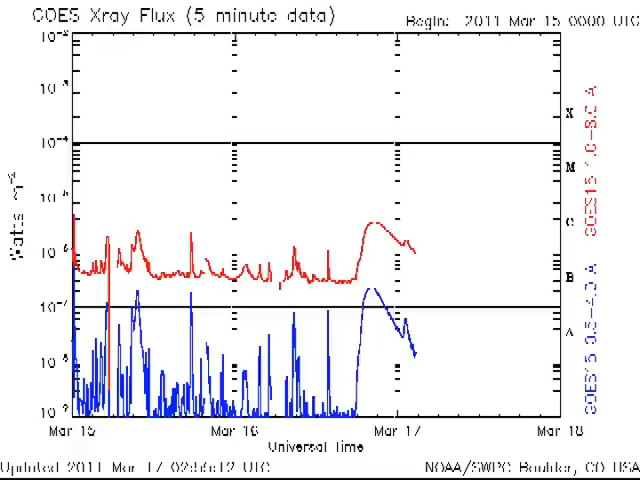 GOES Xray Flux (5 minute data)
Begin: 2011 Mar 15 0000 UTC
10⁻²
10⁻³
10⁻⁴
10⁻⁵
10⁻⁶
10⁻⁷
10⁻⁸
10⁻⁹
Watts m⁻²
X
M
C
B
A
GOES15 1.0-8.0 A
GOES15 0.5-4.0 A
Mar 15
Mar 16
Mar 17
Mar 18
Universal Time
Updated 2011 Mar 17 UTC
NOAA/SWPC Boulder, CO USA